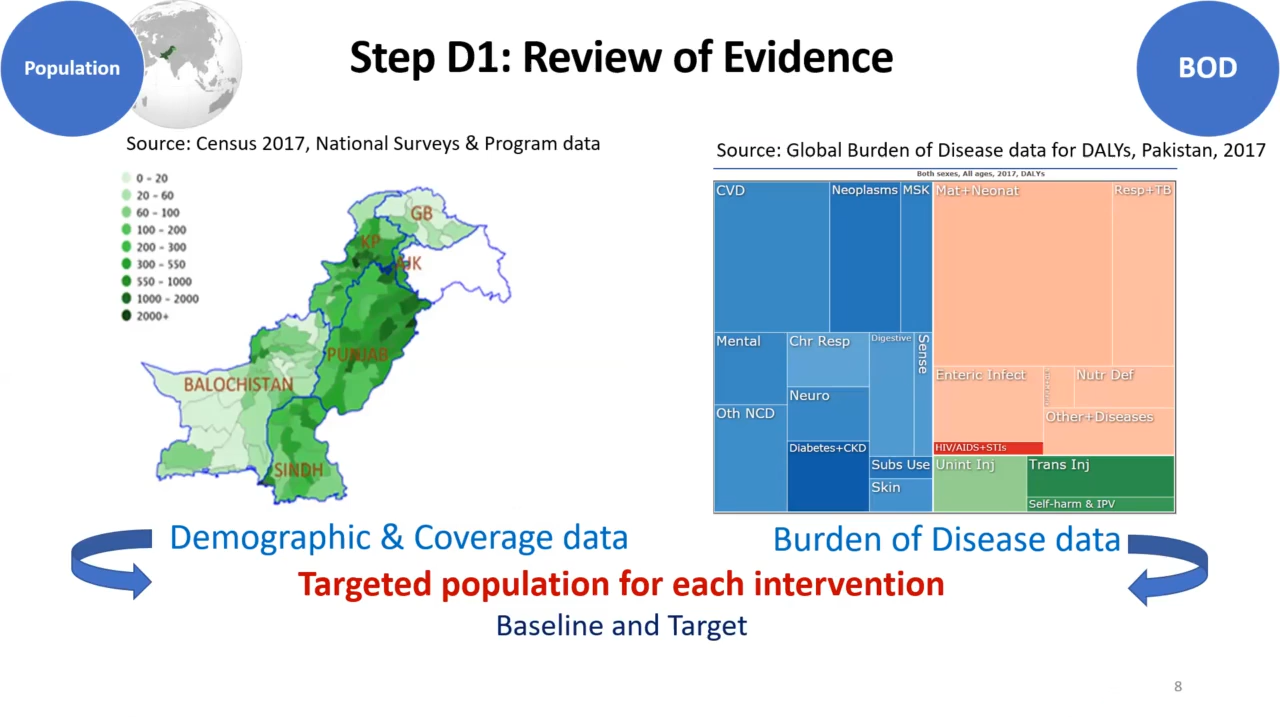 Population
Step D1: Review of Evidence
BOD
Source: Census 2017, National Surveys & Program data
0 - 20
20 - 60
60 - 100
100 - 200
200 - 300
300 - 550
550 - 1000
1000 - 2000
2000+
GB
KP
AJK
PUNJAB
BALOCHISTAN
SINDH
Source: Global Burden of Disease data for DALYs, Pakistan, 2017
Both sexes, All ages, 2017, DALYs
CVD
Neoplasms
MSK
Mat+Neonat
Resp+TB
Mental
Chr Resp
Digestive
Sense
Enteric Infect
Nutr Def
Neuro
Oth NCD
Other+Diseases
Diabetes+CKD
HIV/AIDS+STIs
Subs Use
Unint Inj
Trans Inj
Skin
Self-harm & IPV
Demographic & Coverage data
Burden of Disease data
Targeted population for each intervention
Baseline and Target
8